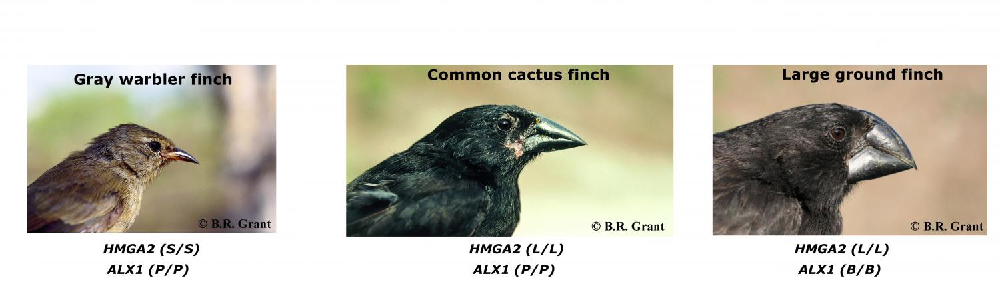 Gray warbler finch
© B.R. Grant
HMGA2 (S/S)
ALX1 (P/P)
Common cactus finch
© B.R. Grant
HMGA2 (L/L)
ALX1 (P/P)
Large ground finch
© B.R. Grant
HMGA2 (L/L)
ALX1 (B/B)